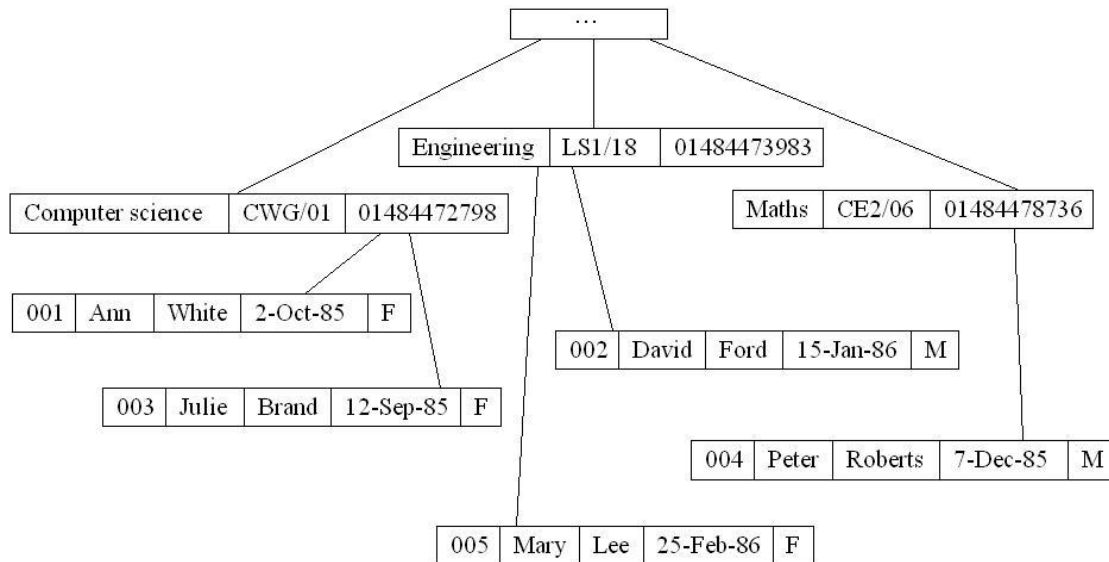 ...
Engineering LS1/18 01484473983
Computer science CWG/01 01484472798
Maths CE2/06 01484478736
001 Ann White 2-Oct-85 F
002 David Ford 15-Jan-86 M
003 Julie Brand 12-Sep-85 F
004 Peter Roberts 7-Dec-85 M
005 Mary Lee 25-Feb-86 F